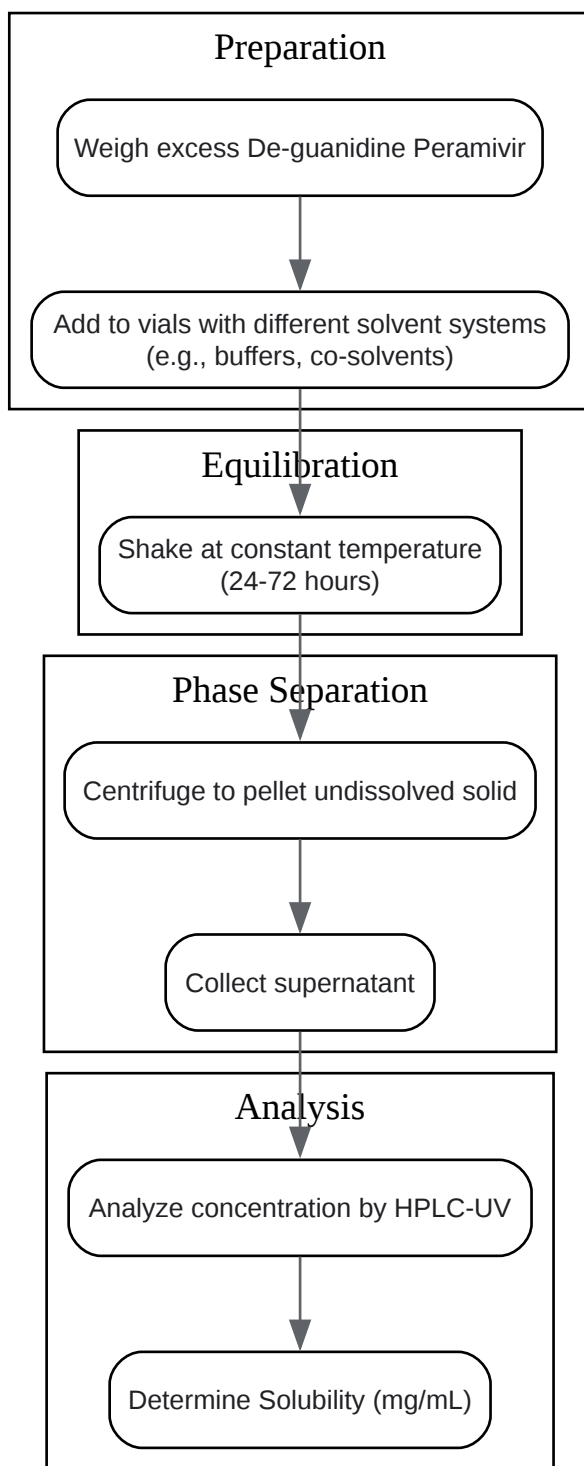 Preparation
Weigh excess De-guanidine Peramivir
Add to vials with different solvent systems
(e.g., buffers, co-solvents)
Equilibration
Shake at constant temperature
(24-72 hours)
Phase Separation
Centrifuge to pellet undissolved solid
Collect supernatant
Analysis
Analyze concentration by HPLC-UV
Determine Solubility (mg/mL)